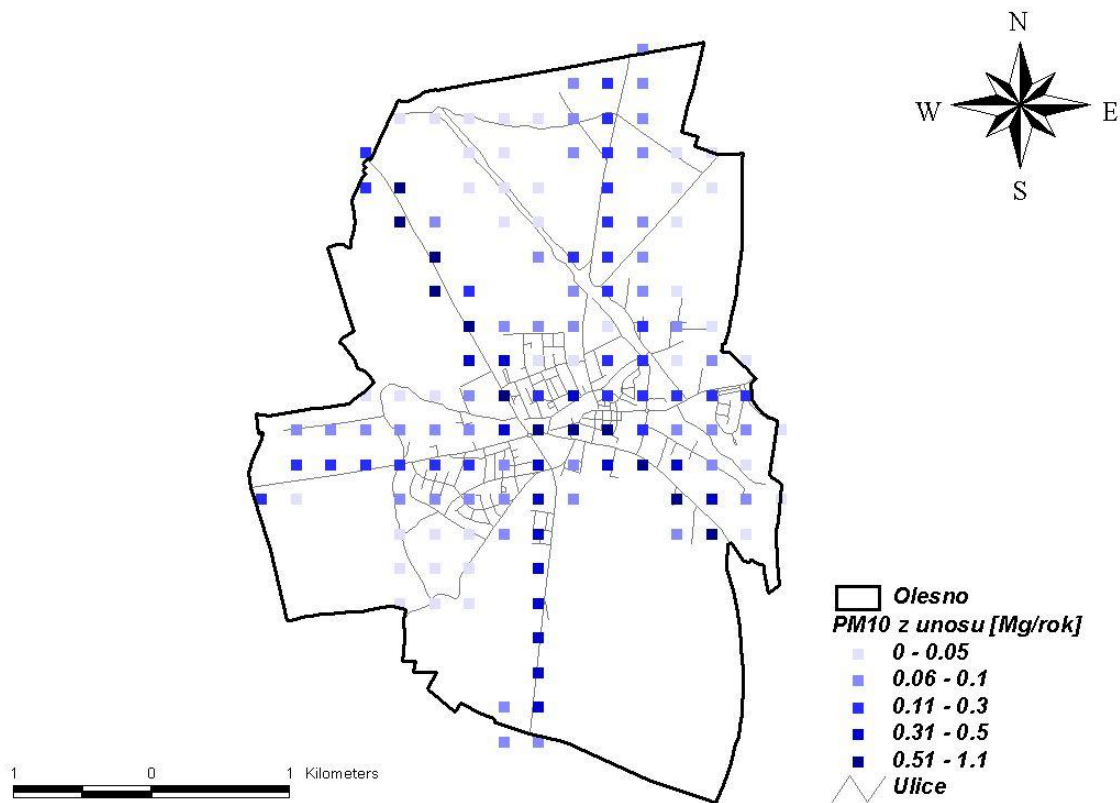 N
W E
S
Olesno
PM10 z unosu [Mg/rok]
0 - 0.05
0.06 - 0.1
0.11 - 0.3
0.31 - 0.5
0.51 - 1.1
Ulice
1 0 1 Kilometers